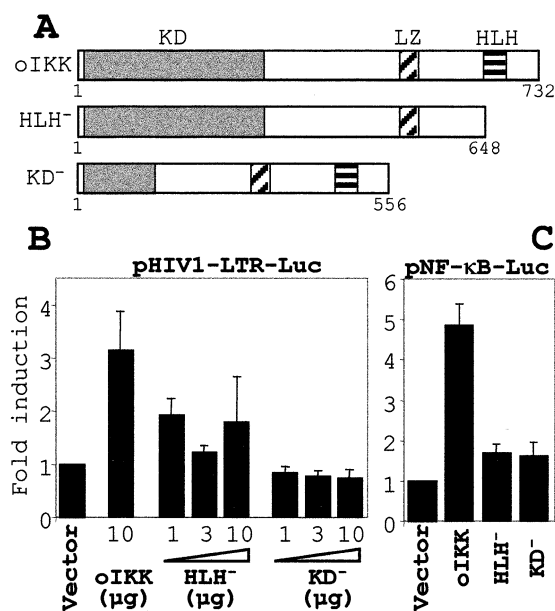 A
KD LZ HLH
oIKK
1 732
HLH⁻
1 648
KD⁻
1 556
B
pHIV1-LTR-Luc
Fold induction
4
3
2
1
0
Vector
10 1 3 10 1 3 10
oIKK HLH⁻ KD⁻
(µg) (µg) (µg)
C
pNF-κB-Luc
6
5
4
3
2
1
0
Vector
oIKK
HLH⁻
KD⁻